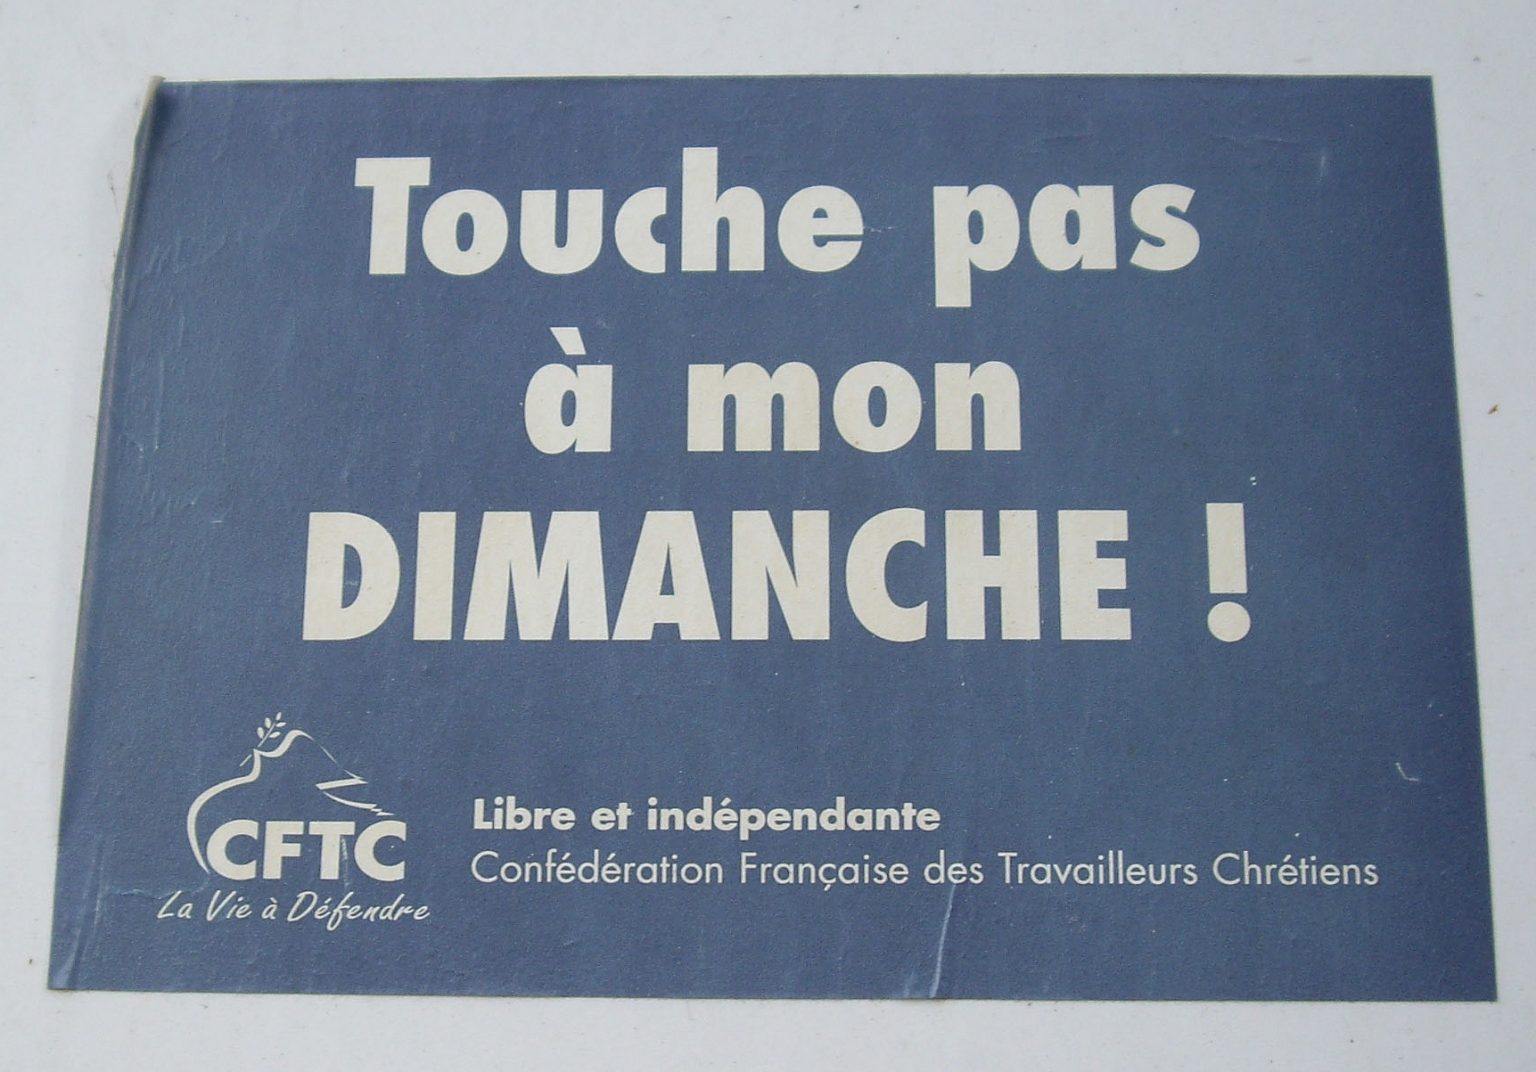 Touche pas
à mon
DIMANCHE !
CFTC
La Vie à Défendre
Libre et indépendante
Confédération Française des Travailleurs Chrétiens